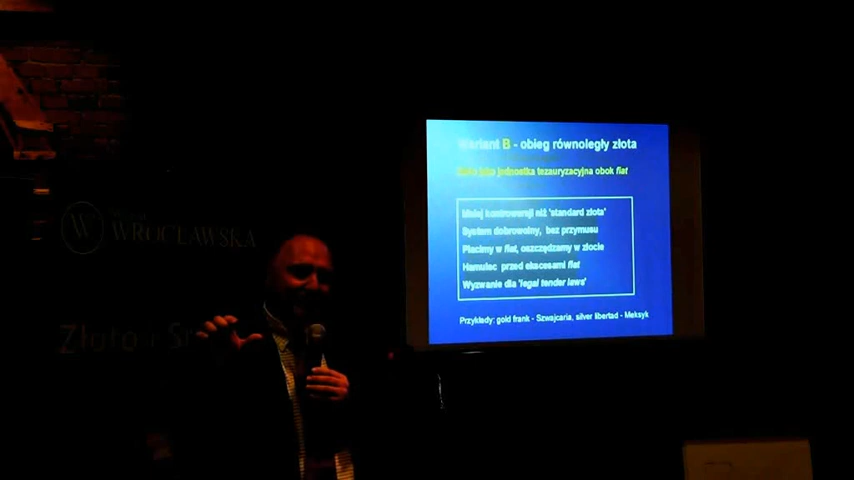 Wariant B - obieg równoległy złota
jako jednostka tezauryzacyjna obok fiat
Mniej kontrowersji niż 'standard złota'
System dobrowolny, bez przymusu
Płacimy w fiat, oszczędzamy w złocie
Hamulec przed ekscesami fiat
Wyzwanie dla 'legal tender laws'
Przykłady: gold frank - Szwajcaria, silver libertad - Meksyk
W
WROCŁAWSKA
Złoto i